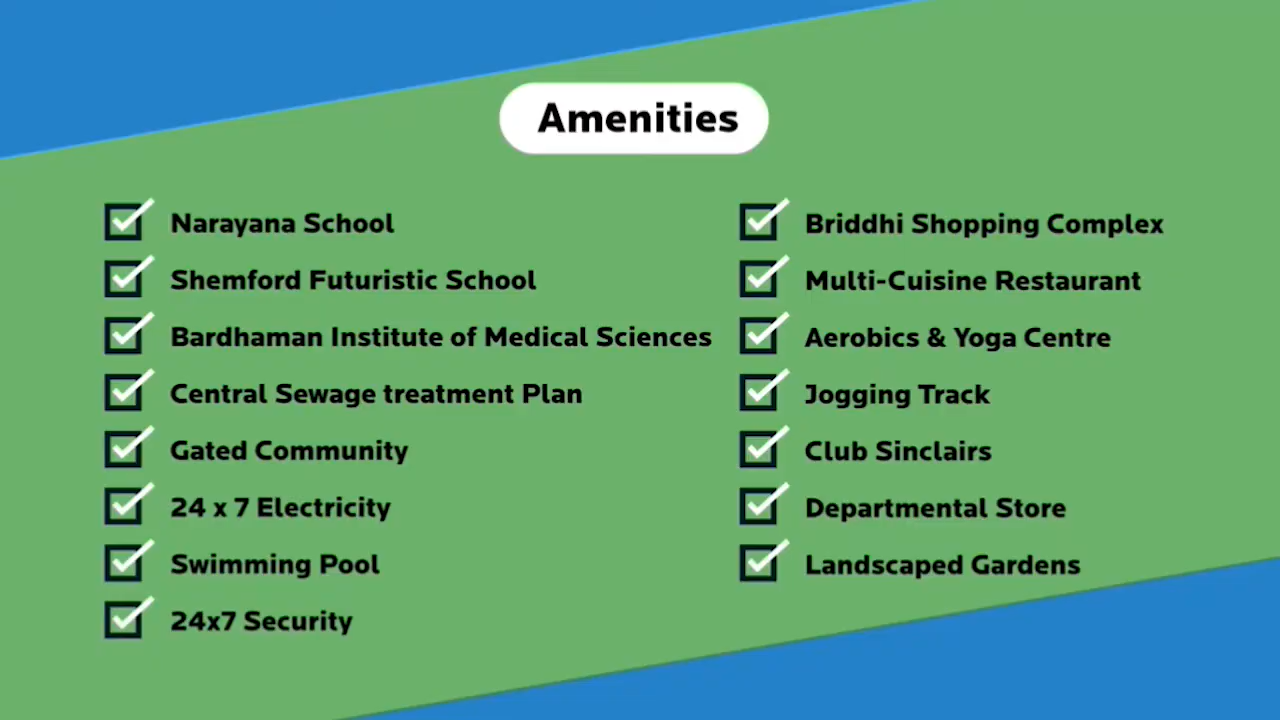 Amenities
Narayana School
Shemford Futuristic School
Bardhaman Institute of Medical Sciences
Central Sewage treatment Plan
Gated Community
24 x 7 Electricity
Swimming Pool
24x7 Security
Briddhi Shopping Complex
Multi-Cuisine Restaurant
Aerobics & Yoga Centre
Jogging Track
Club Sinclairs
Departmental Store
Landscaped Gardens